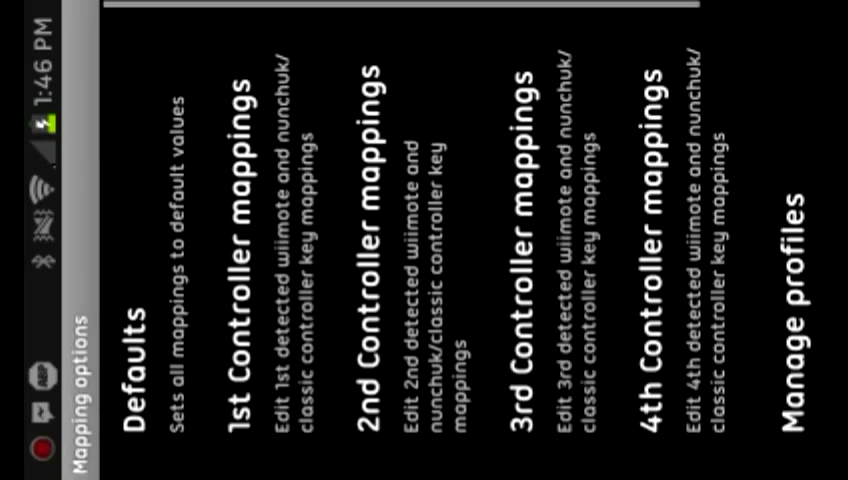 1:46 PM
ABP
Mapping options
Defaults
Sets all mappings to default values
1st Controller mappings
Edit 1st detected wiimote and nunchuk/
classic controller key mappings
2nd Controller mappings
Edit 2nd detected wiimote and
nunchuk/classic controller key
mappings
3rd Controller mappings
Edit 3rd detected wiimote and nunchuk/
classic controller key mappings
4th Controller mappings
Edit 4th detected wiimote and nunchuk/
classic controller key mappings
Manage profiles